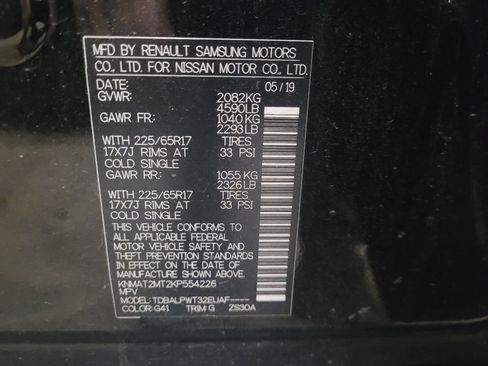 MFD BY RENAULT SAMSUNG MOTORS
CO., LTD. FOR NISSAN MOTOR CO., LTD.
DATE: 05/19
GVWR: 2082KG
4590LB
GAWR FR: 1040KG
2293LB
WITH 225/65R17 TIRES
17X7J RIMS AT 33 PSI
COLD SINGLE
GAWR RR: 1055 KG
2326LB
WITH 225/65R17 TIRES
17X7J RIMS AT 33 PSI
COLD SINGLE
THIS VEHICLE CONFORMS TO
ALL APPLICABLE FEDERAL
MOTOR VEHICLE SAFETY AND
THEFT PREVENTION STANDARDS
IN EFFECT ON THE DATE OF
MANUFACTURE SHOWN ABOVE.
KNMAT2MT2KP554226
MPV
MODEL: TDBALPWT32EUAF----
COLOR: G41 TRIM: G ZS30A